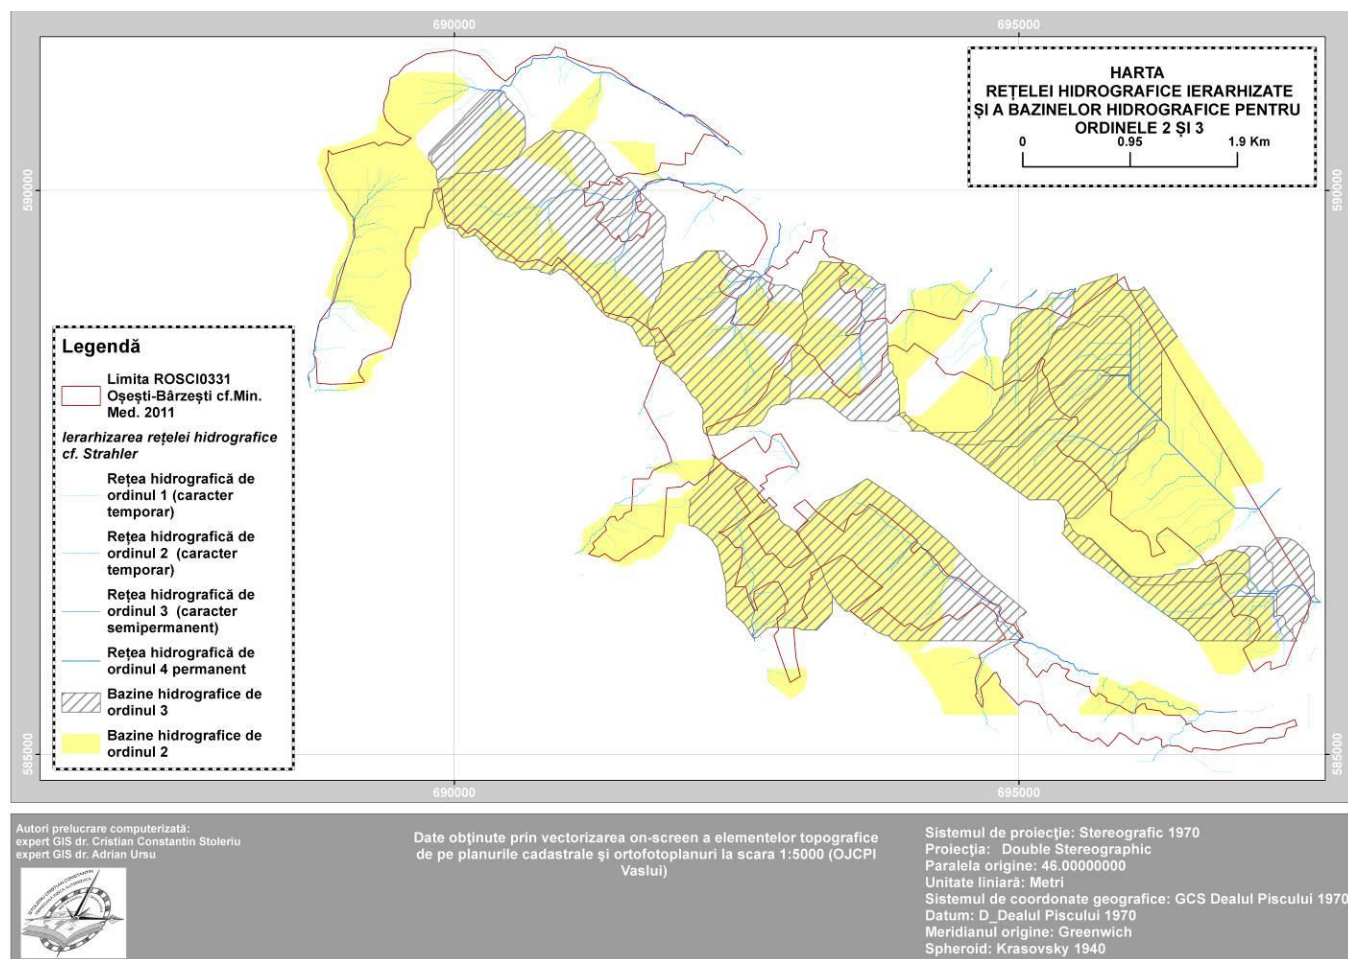 690000
695000
HARTA
REȚELEI HIDROGRAFICE IERARHIZATE
ȘI A BAZINELOR HIDROGRAFICE PENTRU
ORDINELE 2 ȘI 3
0 0.95 1.9 Km
590000
590000
Legendă
Limita ROSCI0331
Oșești-Bârzești cf.Min.
Med. 2011
Ierarhizarea rețelei hidrografice
cf. Strahler
Rețea hidrografică de
ordinul 1 (caracter
temporar)
Rețea hidrografică de
ordinul 2 (caracter
temporar)
Rețea hidrografică de
ordinul 3 (caracter
semipermanent)
Rețea hidrografică de
ordinul 4 permanent
Bazine hidrografice de
ordinul 3
Bazine hidrografice de
ordinul 2
585000
585000
690000
695000
Autori prelucrare computerizată:
expert GIS dr. Cristian Constantin Stoleriu
expert GIS dr. Adrian Ursu
Date obținute prin vectorizarea on-screen a elementelor topografice
de pe planurile cadastrale și ortofotoplanuri la scara 1:5000 (OJCPI
Vaslui)
Sistemul de proiecție: Stereografic 1970
Proiecția: Double Stereographic
Paralela origine: 46.00000000
Unitate liniară: Metri
Sistemul de coordonate geografice: GCS Dealul Piscului 1970
Datum: D_Dealul Piscului 1970
Meridianul origine: Greenwich
Spheroid: Krasovsky 1940